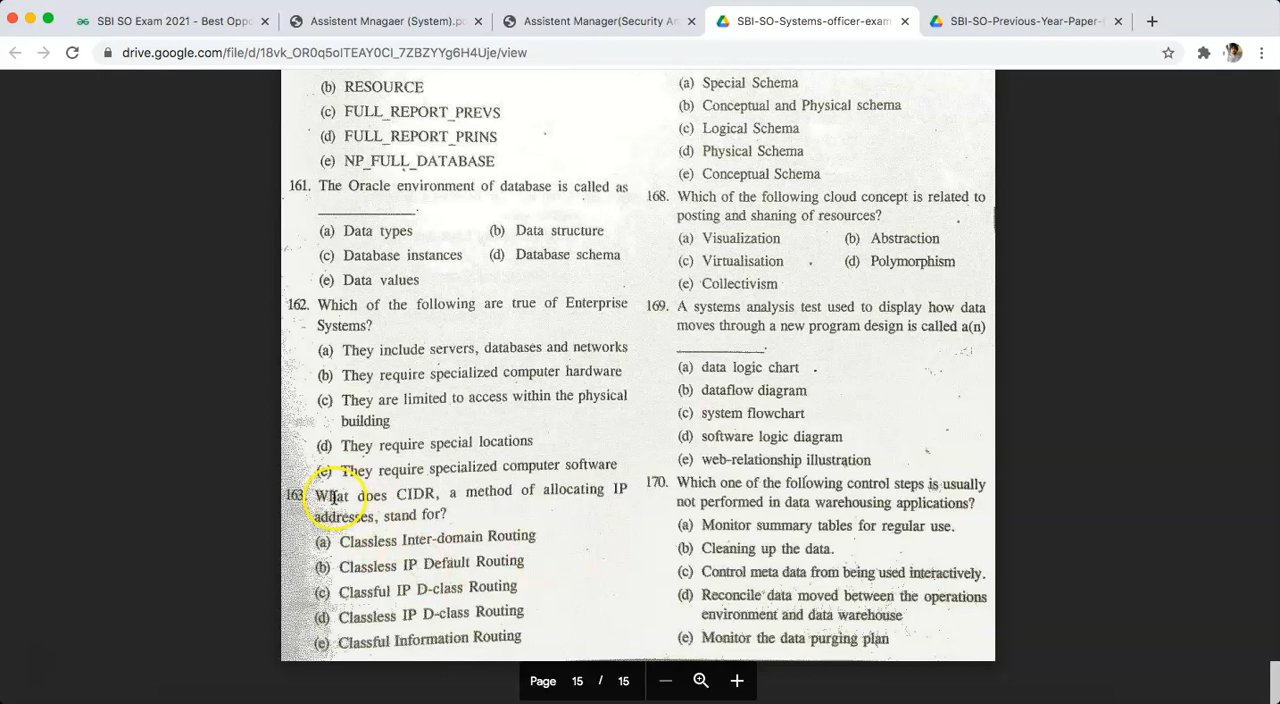 SBI SO Exam 2021 - Best Oppo
Assistent Mnagaer (System).pd
Assistent Manager(Security An
SBI-SO-Systems-officer-exam
SBI-SO-Previous-Year-Paper-
drive.google.com/file/d/18vk_OR0q5olTEAY0Cl_7ZBZYYg6H4Uje/view
(b) RESOURCE
(c) FULL_REPORT_PREVS
(d) FULL_REPORT_PRINS
(e) NP_FULL_DATABASE
161. The Oracle environment of database is called as
____________.
(a) Data types (b) Data structure
(c) Database instances (d) Database schema
(e) Data values
162. Which of the following are true of Enterprise
Systems?
(a) They include servers, databases and networks
(b) They require specialized computer hardware
(c) They are limited to access within the physical
building
(d) They require special locations
(e) They require specialized computer software
163. What does CIDR, a method of allocating IP
addresses, stand for?
(a) Classless Inter-domain Routing
(b) Classless IP Default Routing
(c) Classful IP D-class Routing
(d) Classless IP D-class Routing
(e) Classful Information Routing
(a) Special Schema
(b) Conceptual and Physical schema
(c) Logical Schema
(d) Physical Schema
(e) Conceptual Schema
168. Which of the following cloud concept is related to
posting and shaning of resources?
(a) Visualization (b) Abstraction
(c) Virtualisation (d) Polymorphism
(e) Collectivism
169. A systems analysis test used to display how data
moves through a new program design is called a(n)
____________.
(a) data logic chart
(b) dataflow diagram
(c) system flowchart
(d) software logic diagram
(e) web-relationship illustration
170. Which one of the following control steps is usually
not performed in data warehousing applications?
(a) Monitor summary tables for regular use.
(b) Cleaning up the data.
(c) Control meta data from being used interactively.
(d) Reconcile data moved between the operations
environment and data warehouse
(e) Monitor the data purging plan
Page 15 / 15